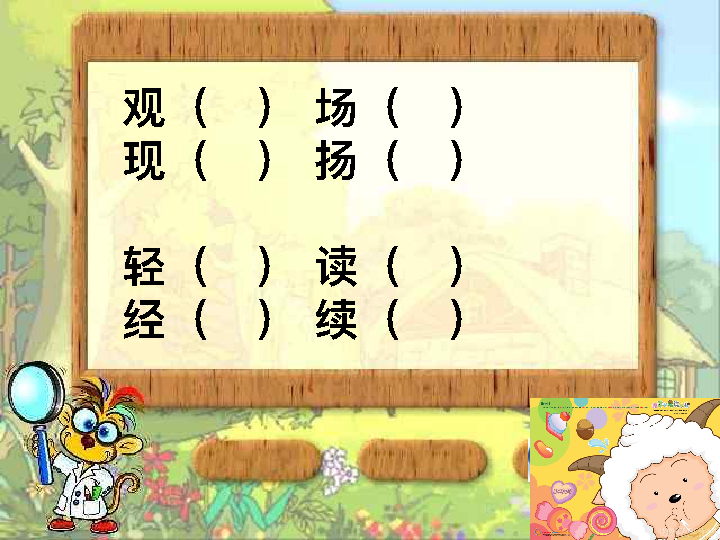 观（　）场（　）
现（　）扬（　）
轻（　）读（　）
经（　）续（　）